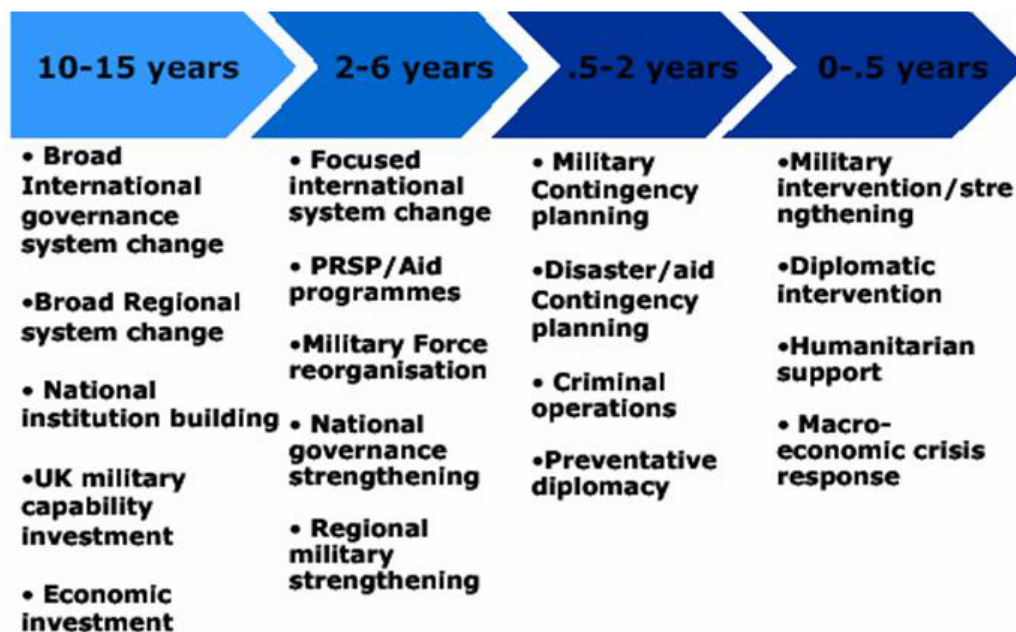 10-15 years
2-6 years
.5-2 years
0-.5 years
• Broad
International
governance
system change
•Broad Regional
system change
• National
institution building
•UK military
capability
investment
• Economic
investment
• Focused
international
system change
• PRSP/Aid
programmes
•Military Force
reorganisation
• National
governance
strengthening
• Regional
military
strengthening
• Military
Contingency
planning
•Disaster/aid
Contingency
planning
• Criminal
operations
•Preventative
diplomacy
•Military
intervention/stre
ngthening
•Diplomatic
intervention
•Humanitarian
support
• Macro-
economic crisis
response